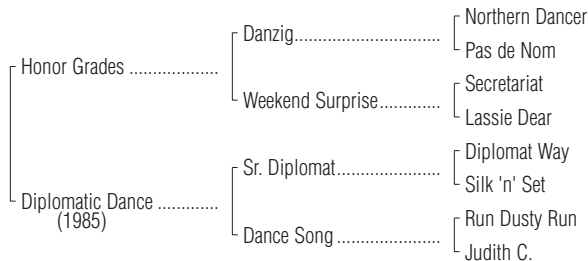 Northern Dancer
Danzig..............................
Pas de Nom
Honor Grades ..................
Secretariat
Weekend Surprise............
Lassie Dear
Diplomat Way
Sr. Diplomat.....................
Silk 'n' Set
Diplomatic Dance ............
(1985)
Run Dusty Run
Dance Song .....................
Judith C.